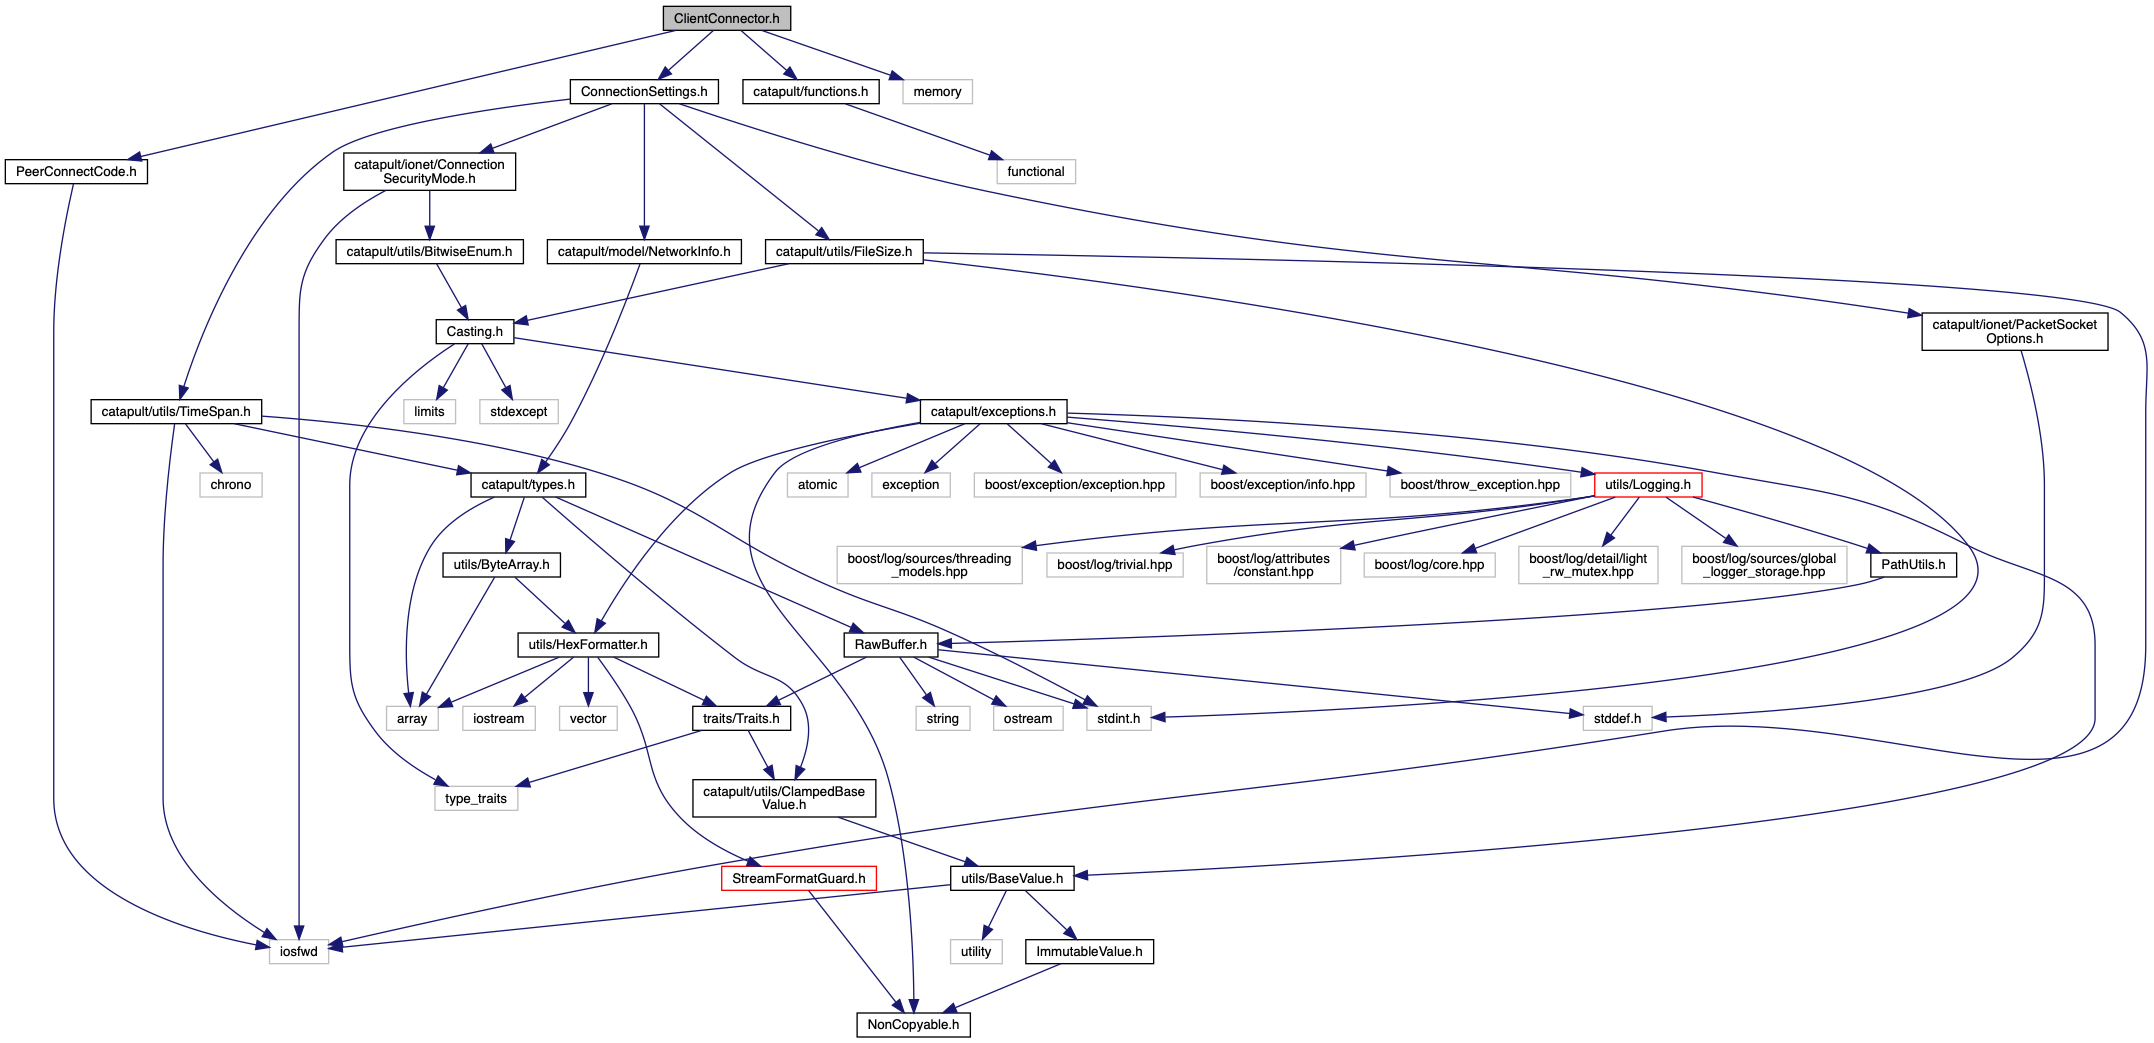 ClientConnector.h
ConnectionSettings.h
catapult/functions.h
memory
PeerConnectCode.h
catapult/ionet/Connection
SecurityMode.h
functional
catapult/utils/BitwiseEnum.h
catapult/model/NetworkInfo.h
catapult/utils/FileSize.h
Casting.h
catapult/ionet/PacketSocket
Options.h
catapult/utils/TimeSpan.h
limits
stdexcept
catapult/exceptions.h
chrono
catapult/types.h
atomic
exception
boost/exception/exception.hpp
boost/exception/info.hpp
boost/throw_exception.hpp
utils/Logging.h
utils/ByteArray.h
boost/log/sources/threading
_models.hpp
boost/log/trivial.hpp
boost/log/attributes
/constant.hpp
boost/log/core.hpp
boost/log/detail/light
_rw_mutex.hpp
boost/log/sources/global
_logger_storage.hpp
PathUtils.h
utils/HexFormatter.h
RawBuffer.h
array
iostream
vector
traits/Traits.h
string
ostream
stdint.h
stddef.h
type_traits
catapult/utils/ClampedBase
Value.h
StreamFormatGuard.h
utils/BaseValue.h
iosfwd
utility
ImmutableValue.h
NonCopyable.h